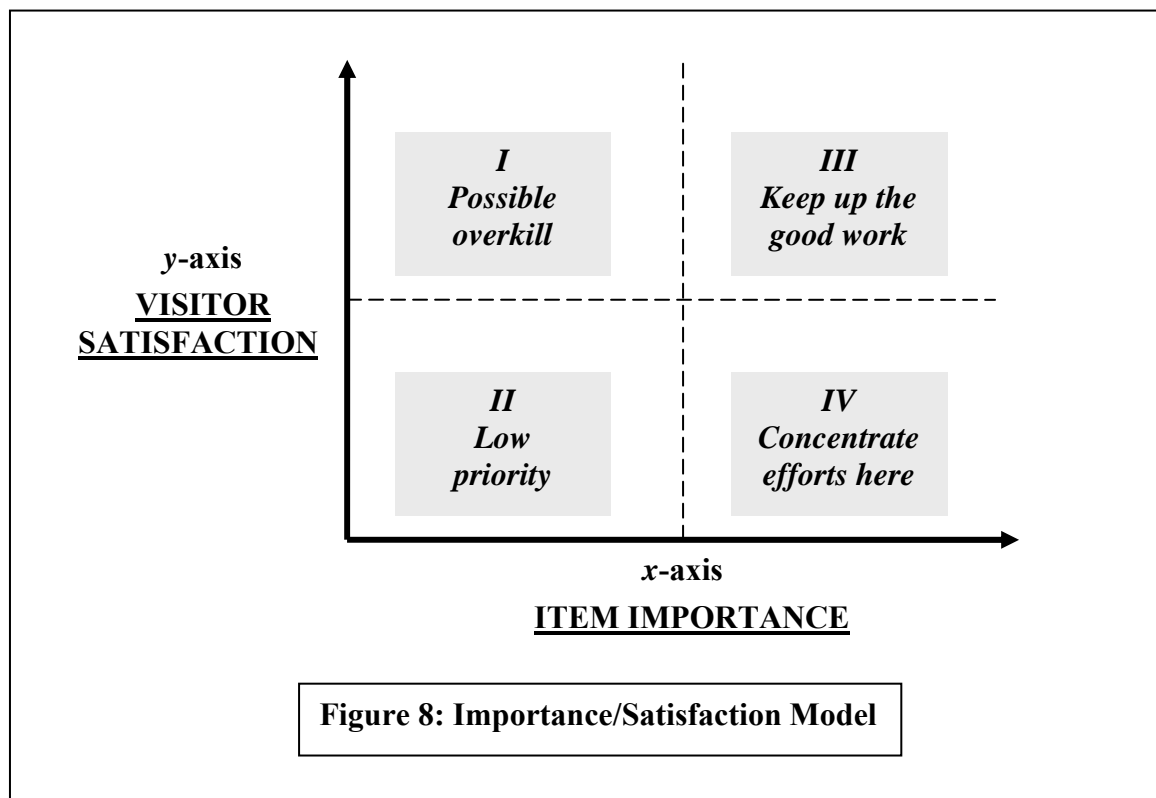 I
Possible
overkill
III
Keep up the
good work
y-axis
VISITOR
SATISFACTION
II
Low
priority
IV
Concentrate
efforts here
x-axis
ITEM IMPORTANCE
Figure 8: Importance/Satisfaction Model